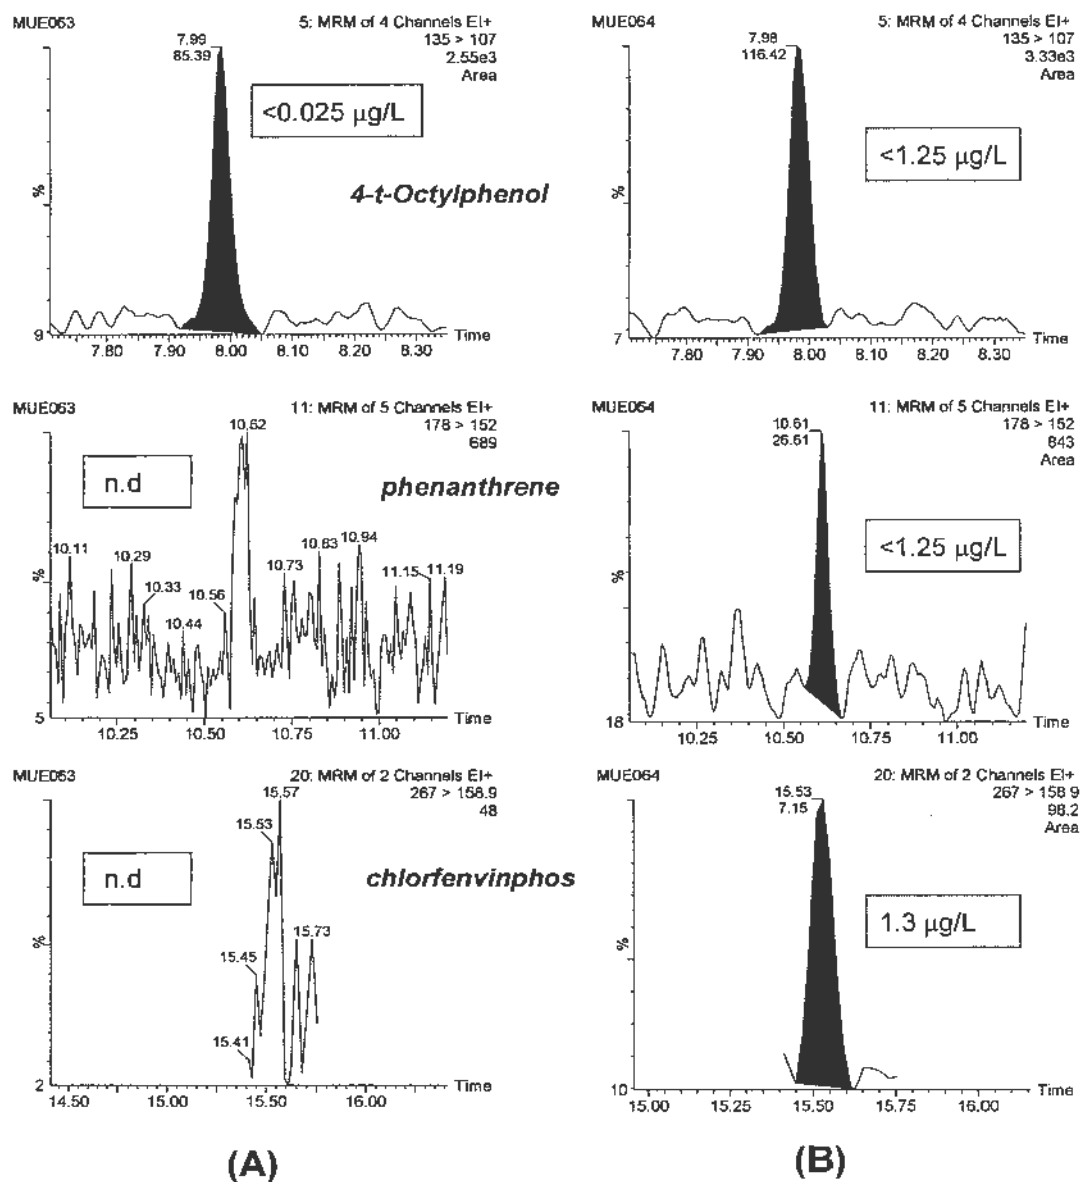 MUE063
5: MRM of 4 Channels EI+
135 > 107
2.55e3
Area
7.99
85.39
<0.025 µg/L
4-t-Octylphenol
%
9
7.80 7.90 8.00 8.10 8.20 8.30
Time
MUE064
5: MRM of 4 Channels EI+
135 > 107
3.33e3
Area
7.98
116.42
<1.25 µg/L
%
7
7.80 7.90 8.00 8.10 8.20 8.30
Time
MUE063
11: MRM of 5 Channels EI+
178 > 152
689
10.62
n.d
phenanthrene
10.11
10.29
10.33
10.44
10.56
10.73
10.83
10.94
11.15
11.19
%
5
10.25 10.50 10.75 11.00
Time
MUE064
11: MRM of 5 Channels EI+
178 > 152
843
Area
10.61
26.61
<1.25 µg/L
%
18
10.25 10.50 10.75 11.00
Time
MUE063
20: MRM of 2 Channels EI+
267 > 158.9
48
15.57
15.53
n.d
chlorfenvinphos
15.45
15.73
15.41
%
2
14.50 15.00 15.50 16.00
Time
MUE064
20: MRM of 2 Channels EI+
267 > 158.9
98.2
Area
15.53
7.15
1.3 µg/L
%
10
15.00 15.25 15.50 15.75 16.00
Time
(A)
(B)